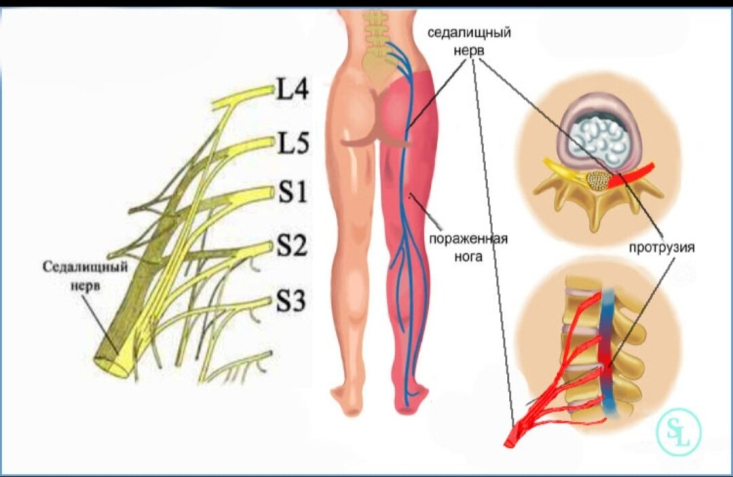 L4
L5
S1
S2
S3
Седалищный
нерв
седалищный
нерв
пораженная
нога
протрузия
SL